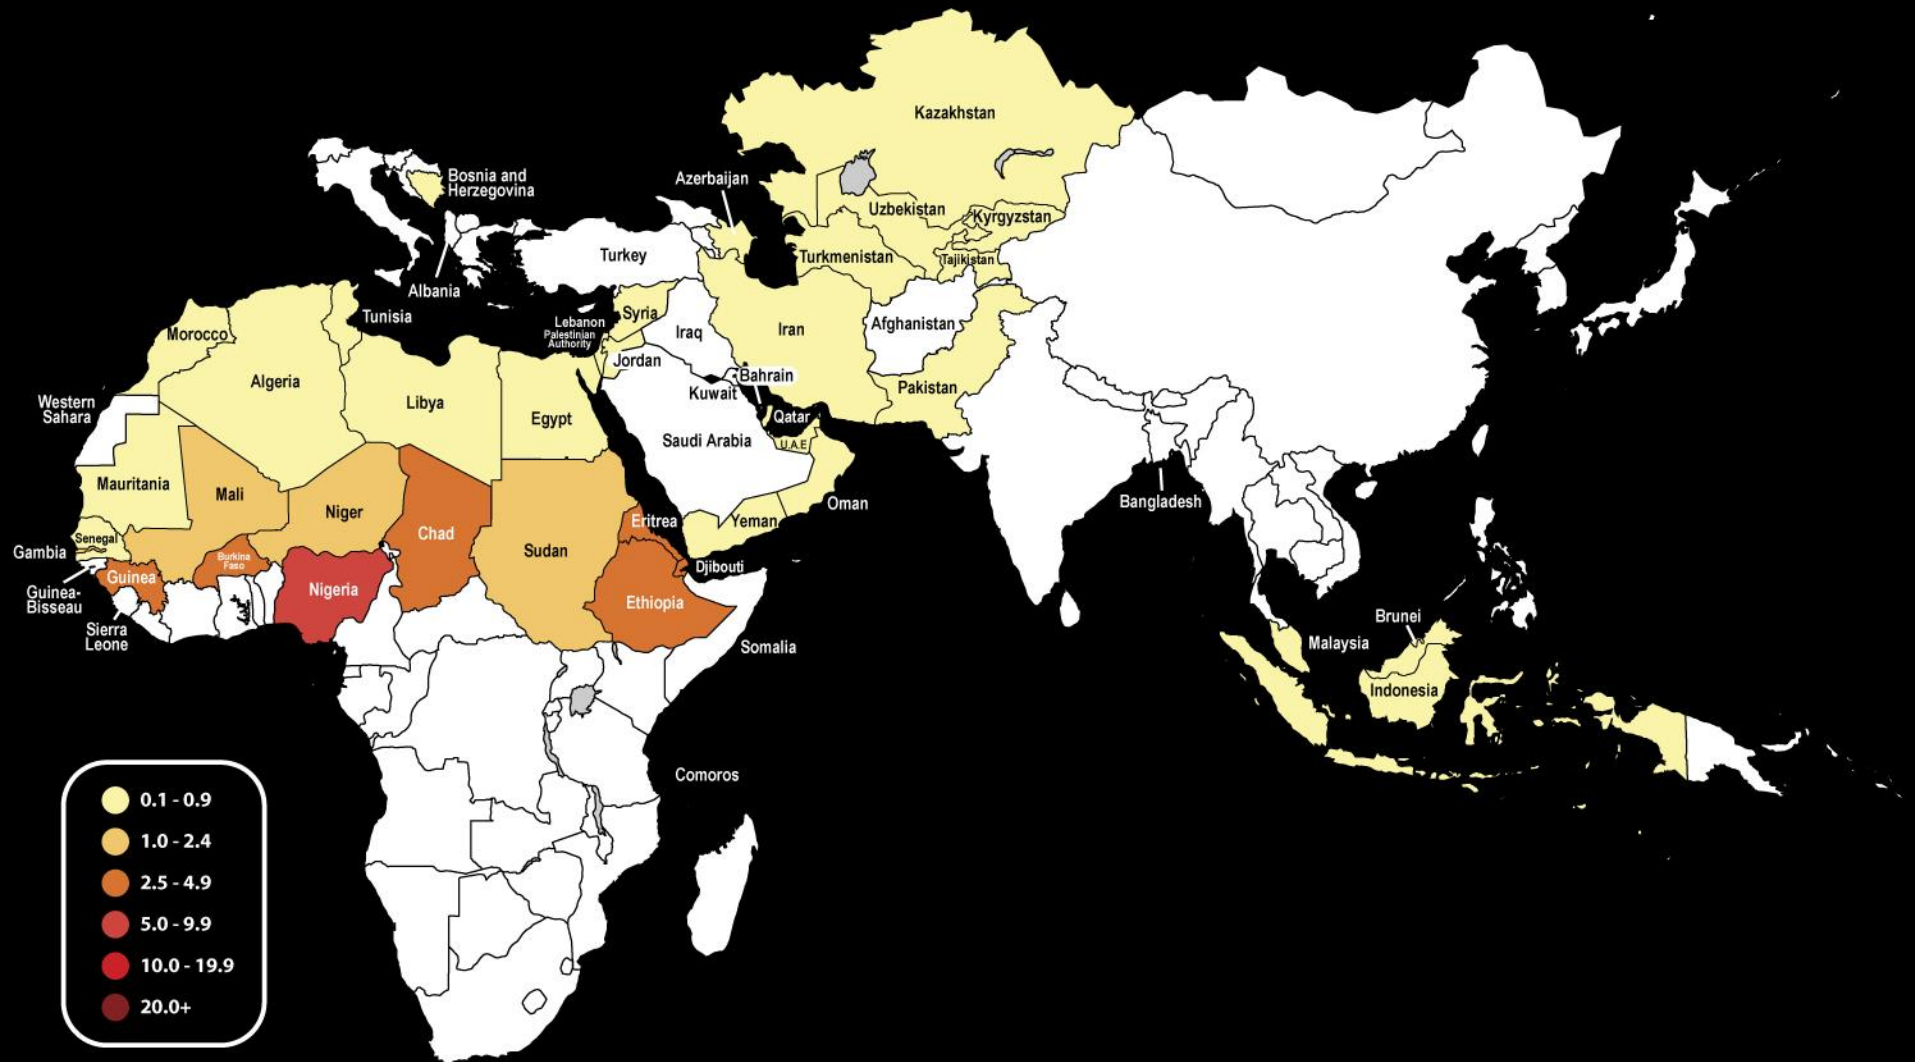 Kazakhstan
Bosnia and
Herzegovina
Azerbaijan
Uzbekistan
Kyrgyzstan
Turkey
Turkmenistan
Tajikistan
Albania
Tunisia
Syria
Lebanon
Palestinian
Authority
Morocco
Iraq
Iran
Afghanistan
Jordan
Algeria
Bahrain
Pakistan
Kuwait
Western
Sahara
Libya
Egypt
Qatar
Saudi Arabia
U.A.E
Mauritania
Mali
Niger
Oman
Bangladesh
Yemen
Eritrea
Chad
Senegal
Sudan
Gambia
Burkina
Faso
Djibouti
Guinea
Nigeria
Guinea-
Bisseau
Ethiopia
Brunei
Sierra
Leone
Somalia
Malaysia
Indonesia
Comoros
0.1 - 0.9
1.0 - 2.4
2.5 - 4.9
5.0 - 9.9
10.0 - 19.9
20.0+